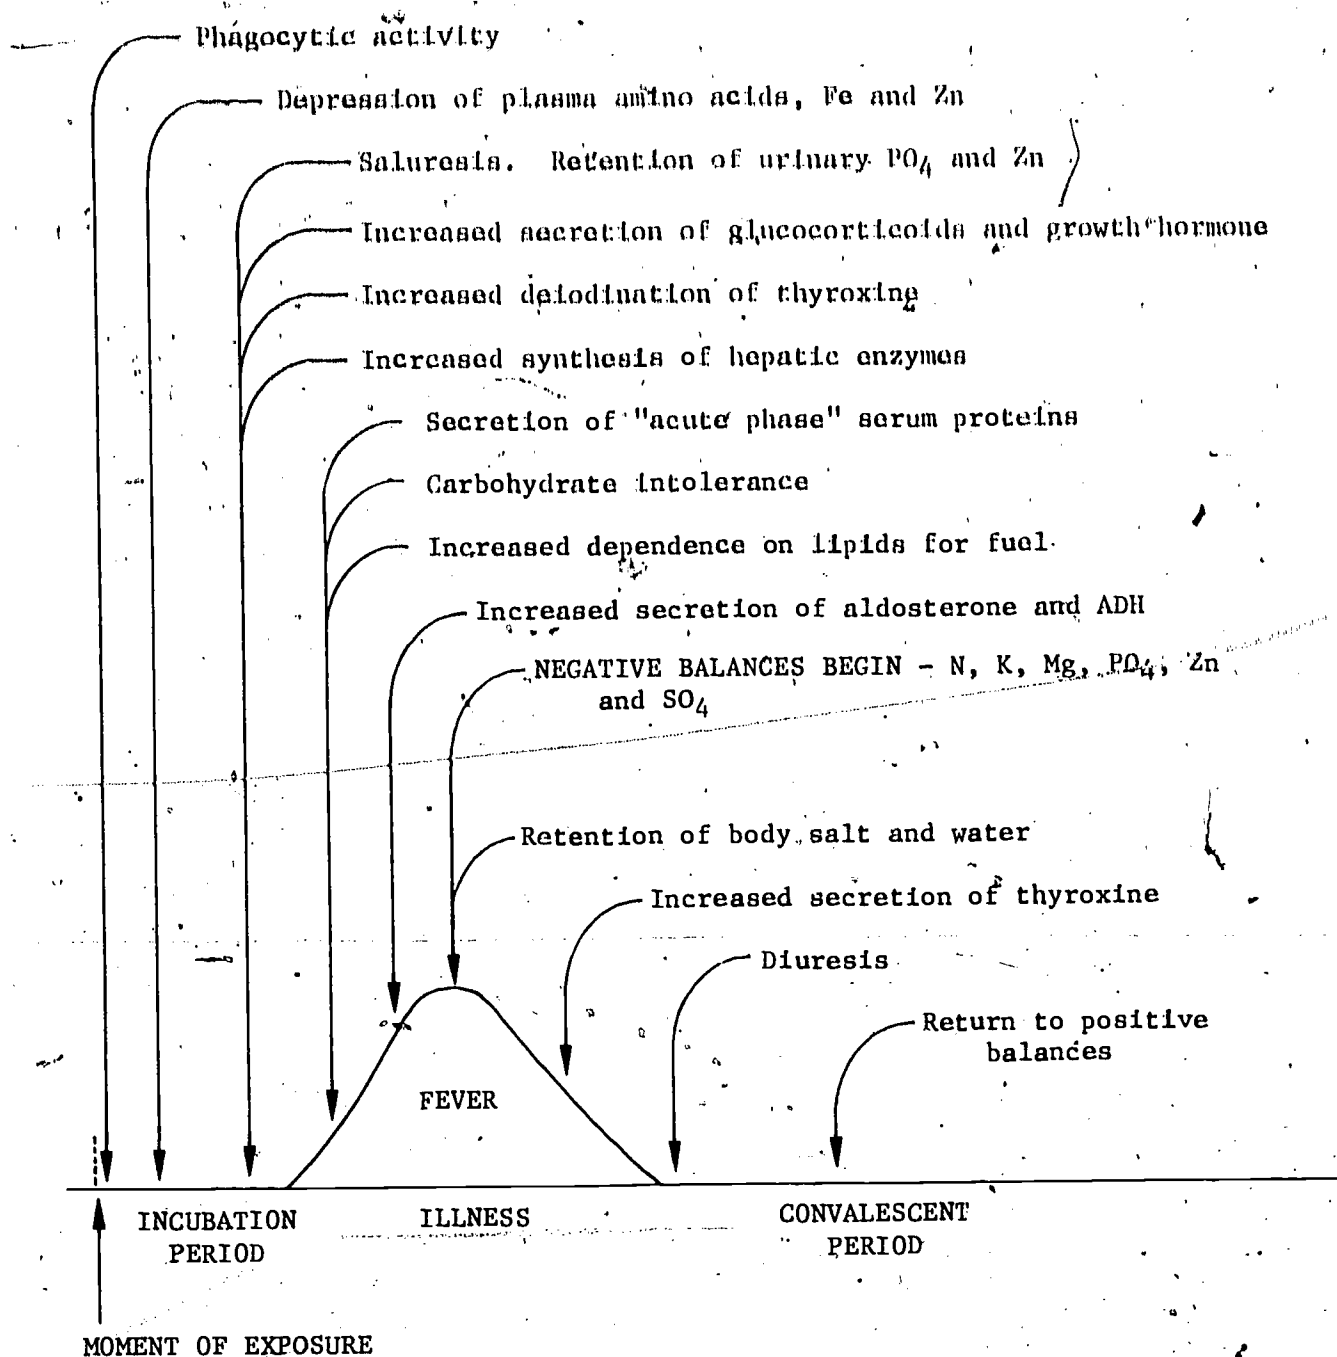 Phagocytic activity
Depression of plasma amino acids, Fe and Zn
Saluresis. Retention of urinary PO4 and Zn
Increased secretion of glucocorticoids and growth hormone
Increased deiodination of thyroxine
Increased synthesis of hepatic enzymes
Secretion of "acute phase" serum proteins
Carbohydrate intolerance
Increased dependence on lipids for fuel
Increased secretion of aldosterone and ADH
NEGATIVE BALANCES BEGIN - N, K, Mg, PO4, Zn
and SO4
Retention of body salt and water
Increased secretion of thyroxine
Diuresis
Return to positive
balances
FEVER
INCUBATION
PERIOD
ILLNESS
CONVALESCENT
PERIOD
MOMENT OF EXPOSURE